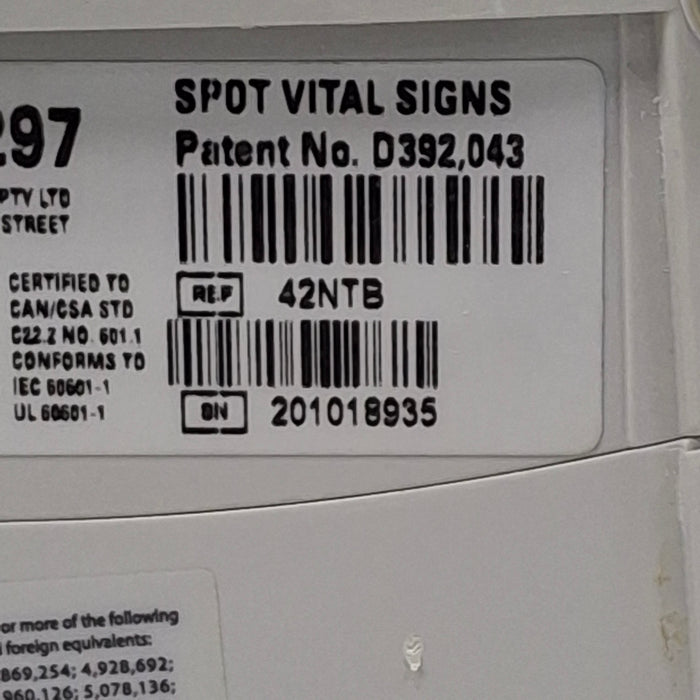 297
PTY LTD
STREET
SPOT VITAL SIGNS
Patent No. D392,043
REF 42NTB
CERTIFIED TO
CAN/CSA STD
C22.2 NO. 601.1
CONFORMS TO
IEC 60601-1
UL 60601-1
SN 201018935
or more of the following
foreign equivalents:
869,254; 4,928,692;
960,126; 5,078,136;